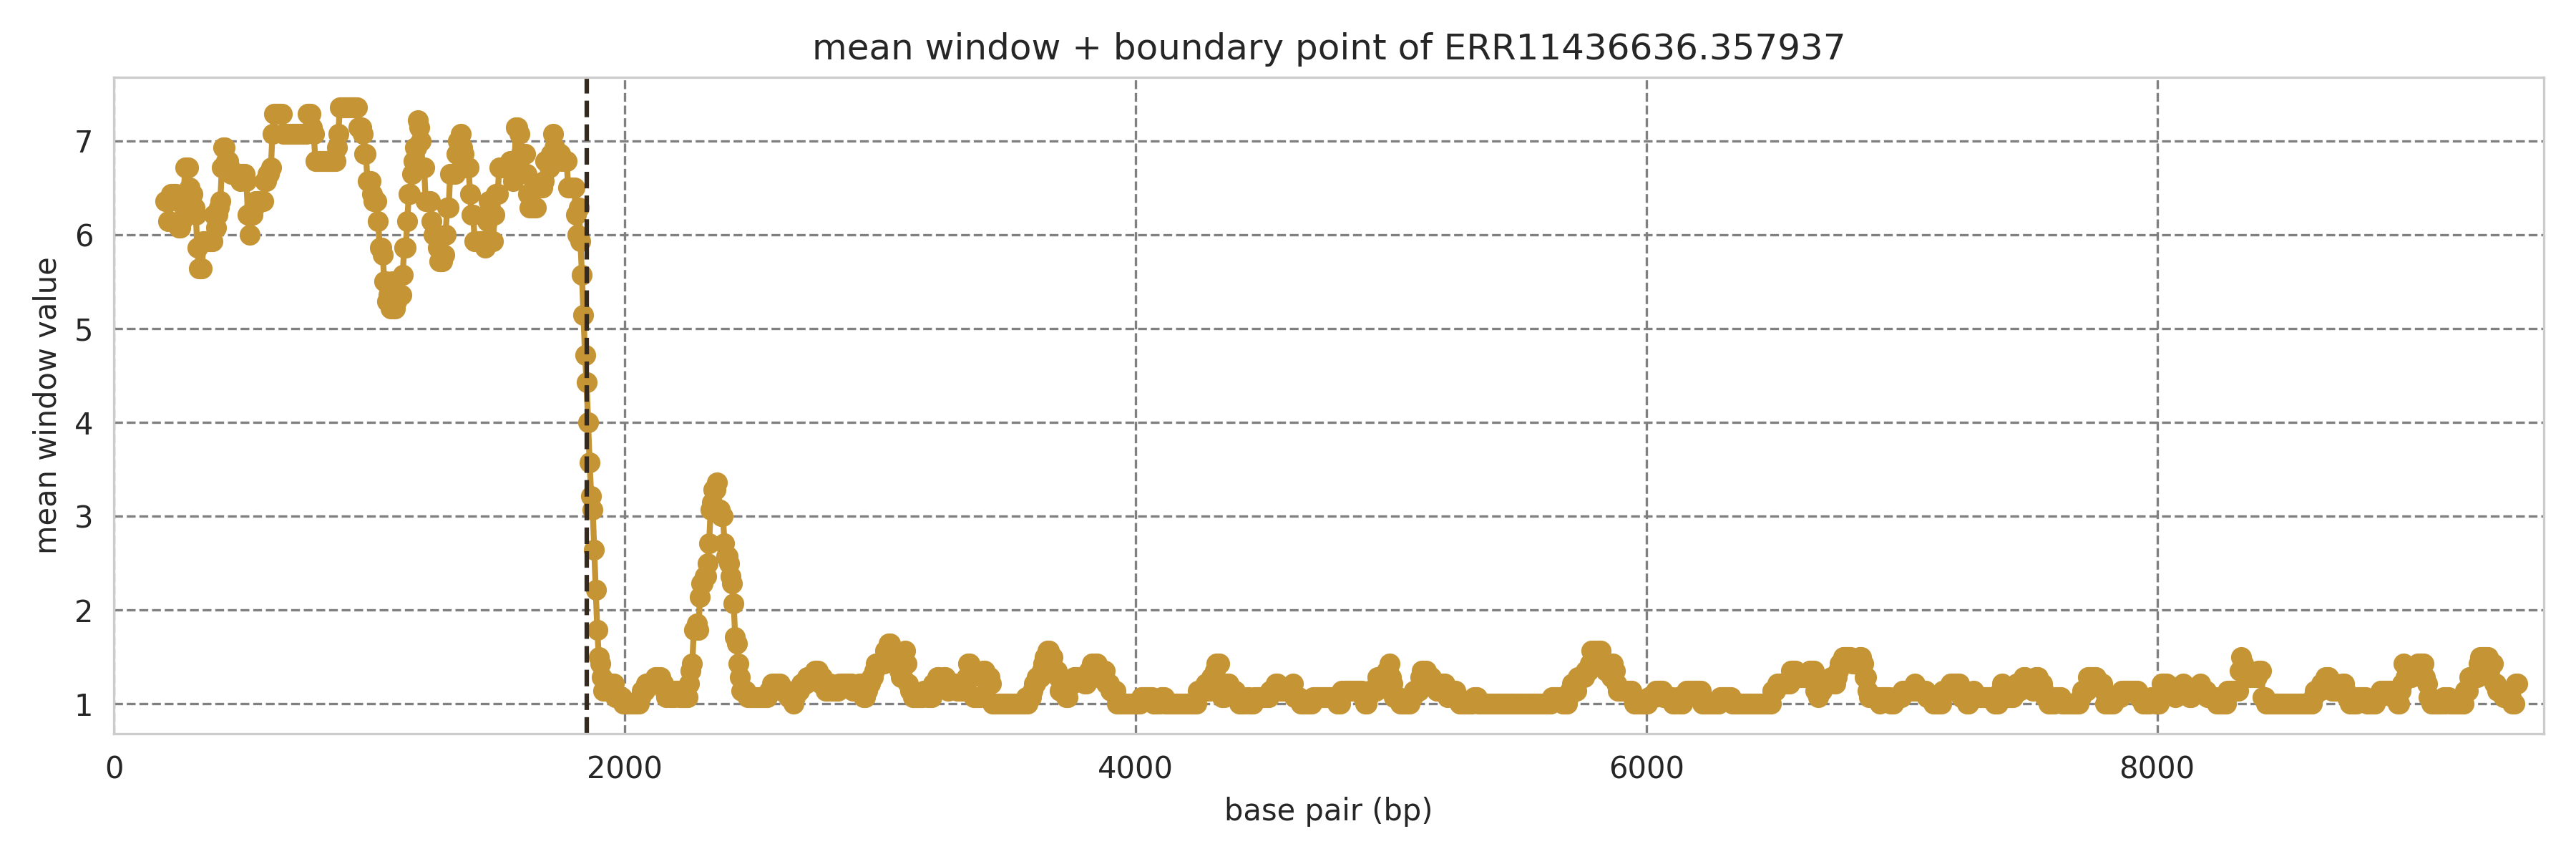 mean window + boundary point of ERR11436636.357937
mean window value
7
6
5
4
3
2
1
0 2000 4000 6000 8000
base pair (bp)